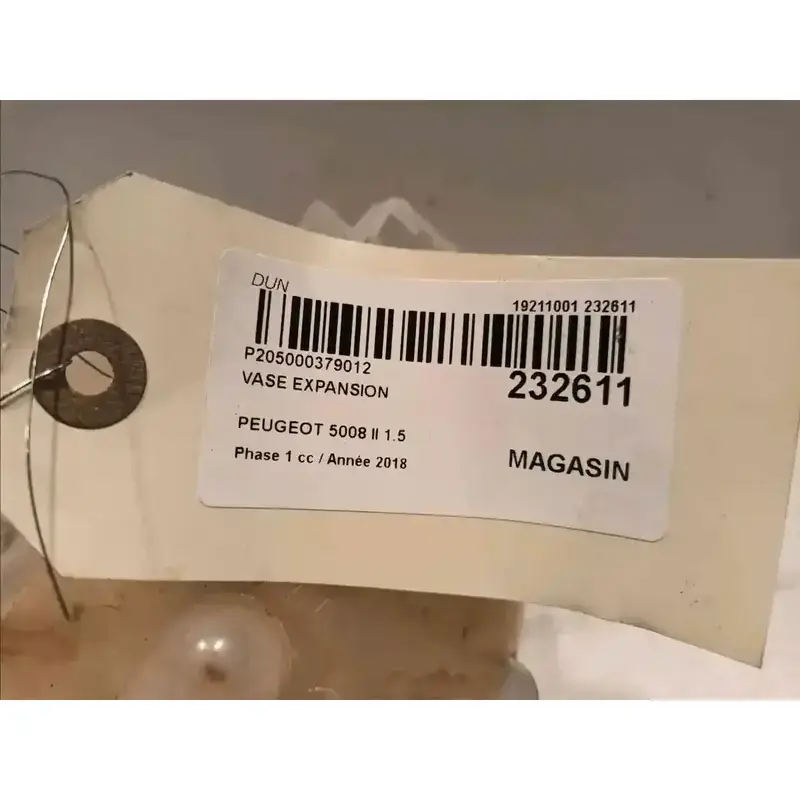 DUN
19211001 232611
P205000379012
232611
VASE EXPANSION
PEUGEOT 5008 II 1.5
Phase 1 cc / Année 2018
MAGASIN